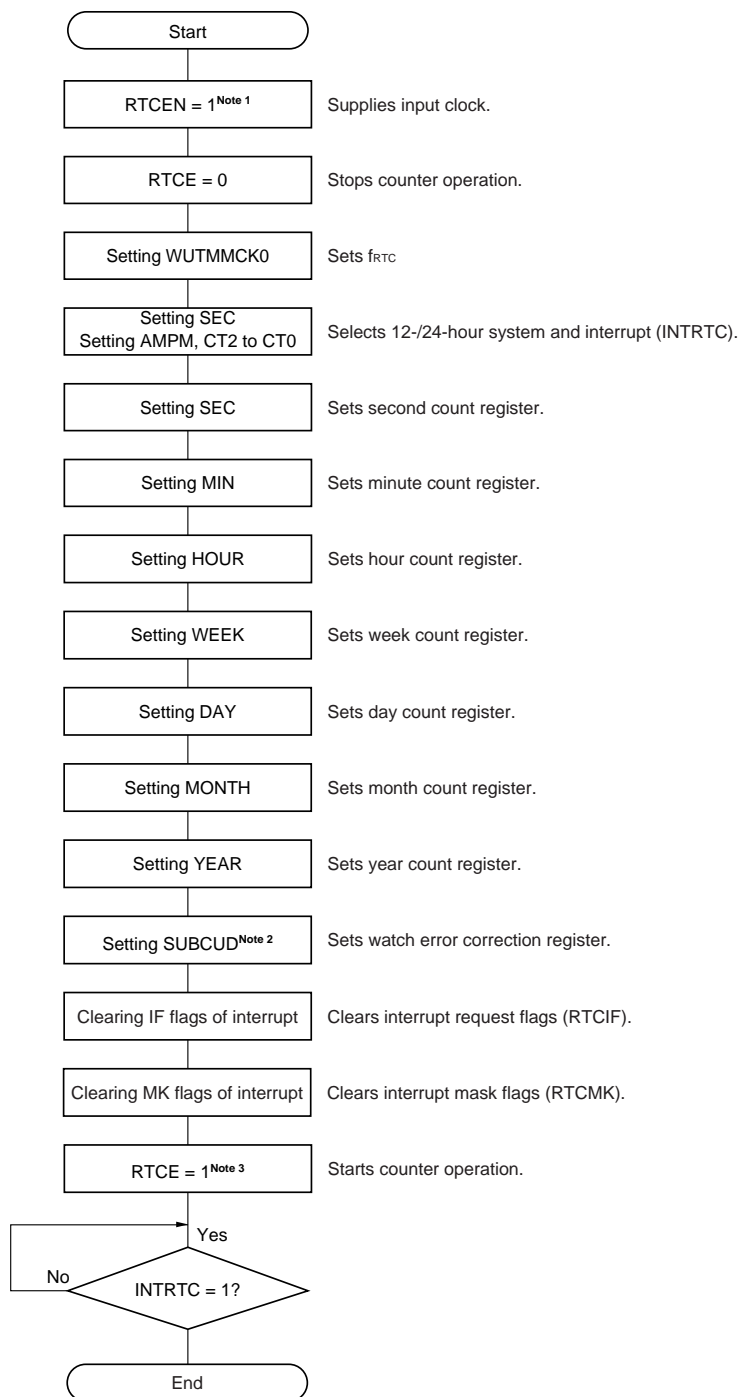 Start
RTCEN = 1Note 1 Supplies input clock.
RTCE = 0 Stops counter operation.
Setting WUTMMCK0 Sets fRTC
Setting SEC
Setting AMPM, CT2 to CT0 Selects 12-/24-hour system and interrupt (INTRTC).
Setting SEC Sets second count register.
Setting MIN Sets minute count register.
Setting HOUR Sets hour count register.
Setting WEEK Sets week count register.
Setting DAY Sets day count register.
Setting MONTH Sets month count register.
Setting YEAR Sets year count register.
Setting SUBCUDNote 2 Sets watch error correction register.
Clearing IF flags of interrupt Clears interrupt request flags (RTCIF).
Clearing MK flags of interrupt Clears interrupt mask flags (RTCMK).
RTCE = 1Note 3 Starts counter operation.
Yes
No
INTRTC = 1?
End